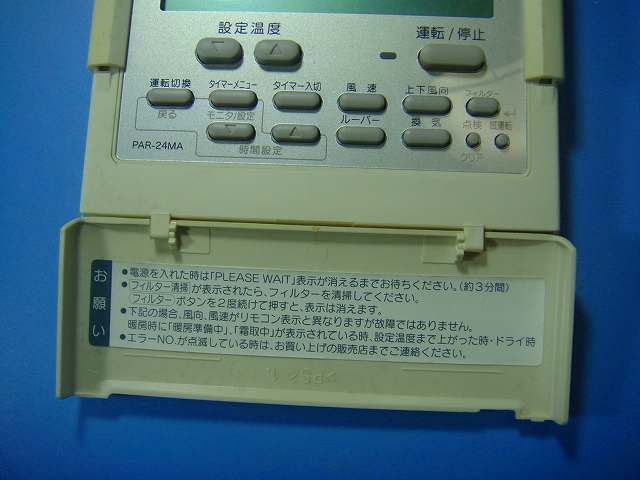 設定温度
運転/停止
運転切換 タイマーメニュー タイマー入切 風速 上下風向 フィルター
戻る モニタ/設定 ルーバー 換気 点検 試運転
クリア
PAR-24MA 時間設定
お願い
●電源を入れた時は「PLEASE WAIT」表示が消えるまでお待ちください。(約3分間)
●フィルター清掃が表示されたら、フィルターを清掃してください。
フィルターボタンを2度続けて押すと、表示は消えます。
●下記の場合、風向、風速がリモコン表示と異なりますが故障ではありません。
暖房時に「暖房準備中」、「霜取中」が表示されている時、設定温度まで上がった時・ドライ時
●エラーNO.が点滅している時は、お買い上げの販売店までご連絡ください。
>PS<